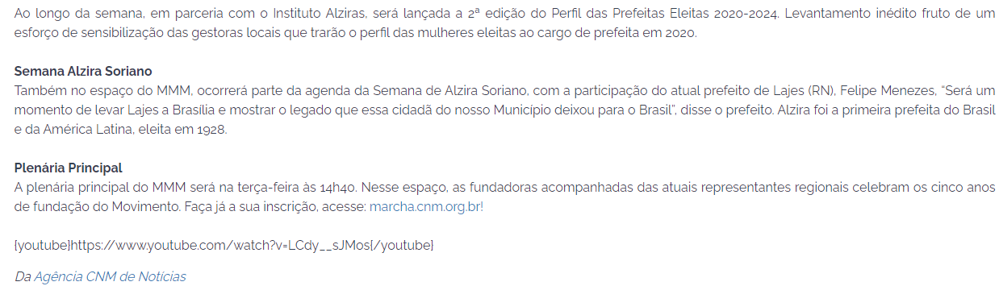 Ao longo da semana, em parceria com o Instituto Alziras, será lançada a 2ª edição do Perfil das Prefeitas Eleitas 2020-2024. Levantamento inédito fruto de um
esforço de sensibilização das gestoras locais que trarão o perfil das mulheres eleitas ao cargo de prefeita em 2020.
Semana Alzira Soriano
Também no espaço do MMM, ocorrerá parte da agenda da Semana de Alzira Soriano, com a participação do atual prefeito de Lajes (RN), Felipe Menezes, “Será um
momento de levar Lajes a Brasília e mostrar o legado que essa cidadã do nosso Município deixou para o Brasil”, disse o prefeito. Alzira foi a primeira prefeita do Brasil
e da América Latina, eleita em 1928.
Plenária Principal
A plenária principal do MMM será na terça-feira às 14h40. Nesse espaço, as fundadoras acompanhadas das atuais representantes regionais celebram os cinco anos
de fundação do Movimento. Faça já a sua inscrição, acesse: marcha.cnm.org.br!
{youtube}https://www.youtube.com/watch?v=LCdy__sJMos{/youtube}
Da Agência CNM de Notícias